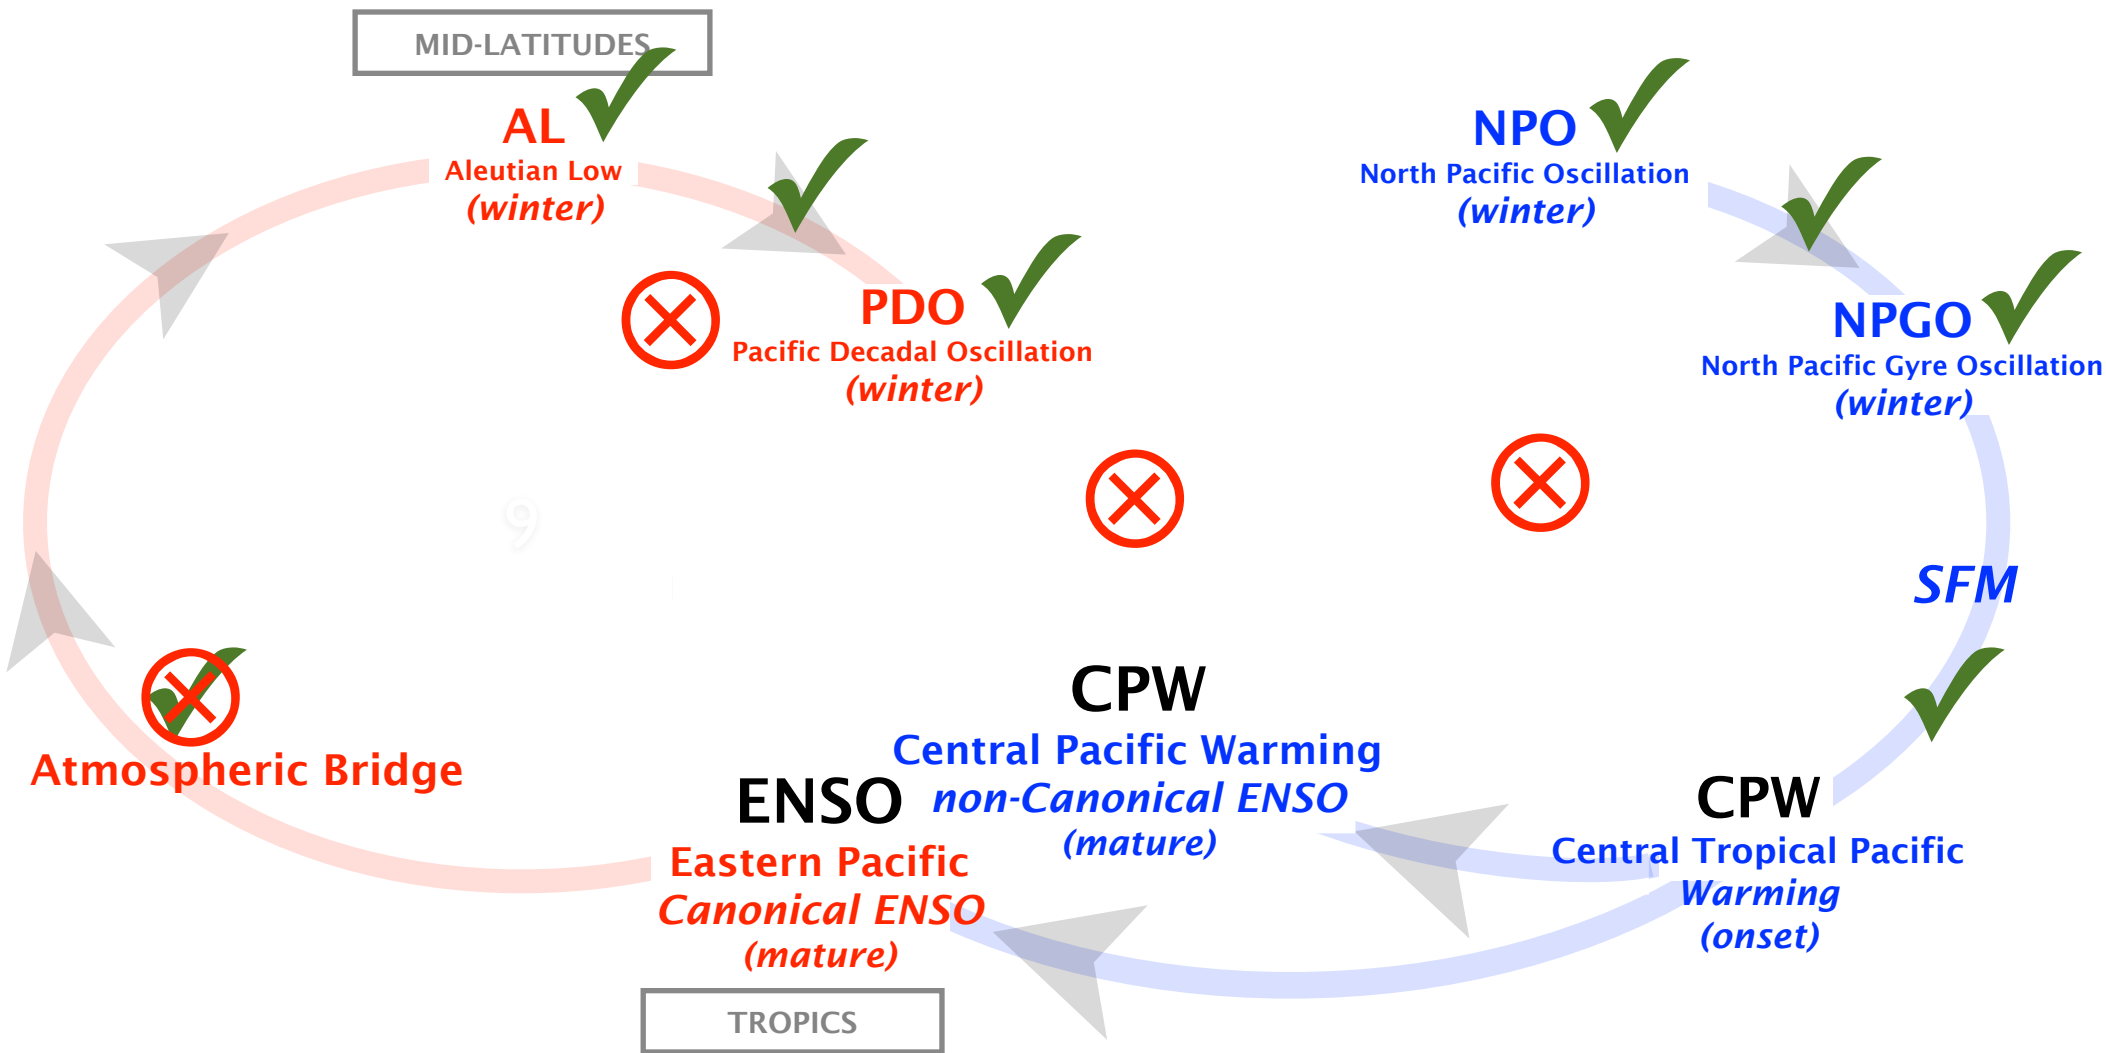 MID-LATITUDES
AL
Aleutian Low
(winter)
NPO
North Pacific Oscillation
(winter)
PDO
Pacific Decadal Oscillation
(winter)
NPGO
North Pacific Gyre Oscillation
(winter)
9
SFM
Atmospheric Bridge
CPW
Central Pacific Warming
non-Canonical ENSO
(mature)
ENSO
Eastern Pacific
Canonical ENSO
(mature)
CPW
Central Tropical Pacific
Warming
(onset)
TROPICS